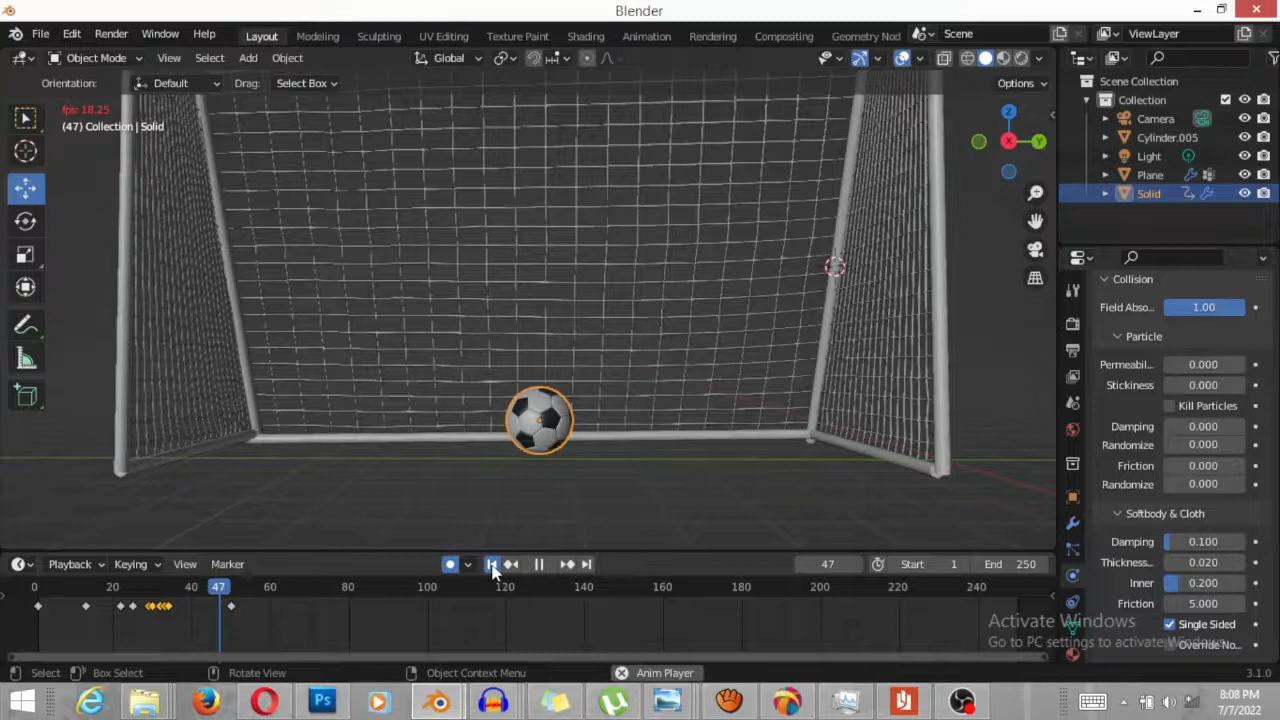 Blender
File Edit Render Window Help Layout Modeling Sculpting UV Editing Texture Paint Shading Animation Rendering Compositing Geometry Nod Scene ViewLayer
Object Mode View Select Add Object Global
Orientation: Default Drag: Select Box Options
fps: 18.25
(47) Collection | Solid
Z
X
Y
Scene Collection
Collection
Camera
Cylinder.005
Light
Plane
Solid
Collision
Field Abso... 1.00
Particle
Permeabil... 0.000
Stickiness 0.000
Kill Particles
Damping 0.000
Randomize 0.000
Friction 0.000
Randomize 0.000
Softbody & Cloth
Damping 0.100
Thickness... 0.020
Inner 0.200
Friction 5.000
Single Sided
Override No...
Playback Keying View Marker 47 Start 1 End 250
0 20 40 47 60 80 100 120 140 160 180 200 220 240
Activate Windows
Go to PC settings to activate Windows.
Select Box Select Rotate View Object Context Menu Anim Player 3.1.0
Ps
8:08 PM
7/7/2022